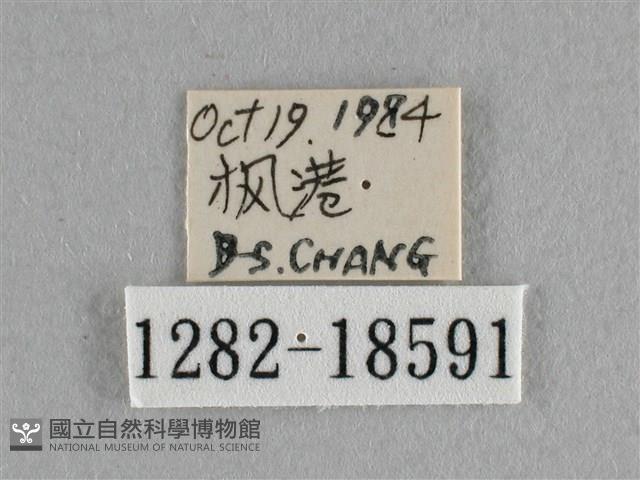 Oct 19. 1984
枫港
B-S. CHANG
1282-18591
國立自然科學博物館
NATIONAL MUSEUM OF NATURAL SCIENCE